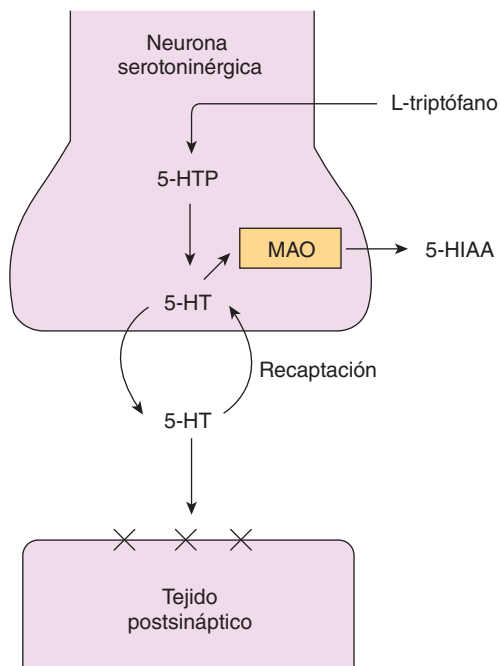 Neurona
serotoninérgica
L-triptófano
5-HTP
MAO
5-HIAA
5-HT
Recaptación
5-HT
Tejido
postsináptico